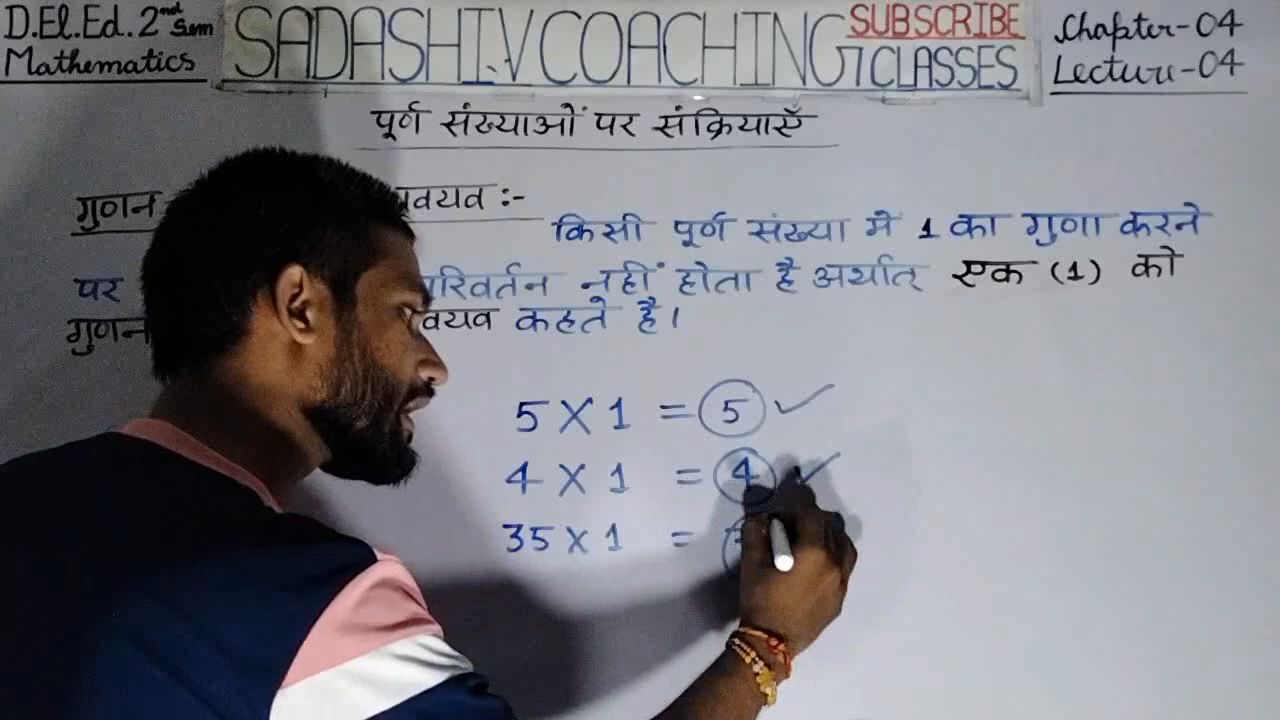 D.El.Ed. 2nd Sem
Mathematics
SADASHIV COACHING CLASSES
SUBSCRIBE
Chapter-04
Lecture-04
पूर्ण संख्याओं पर संक्रियाएँ
गुणन वयव :-
किसी पूर्ण संख्या में 1 का गुणा करने
पर परिवर्तन नहीं होता है अर्थात् एक (1) को
गुणन वयव कहते है।
5 X 1 = 5 ✓
4 X 1 = 4 ✓
35 X 1 =